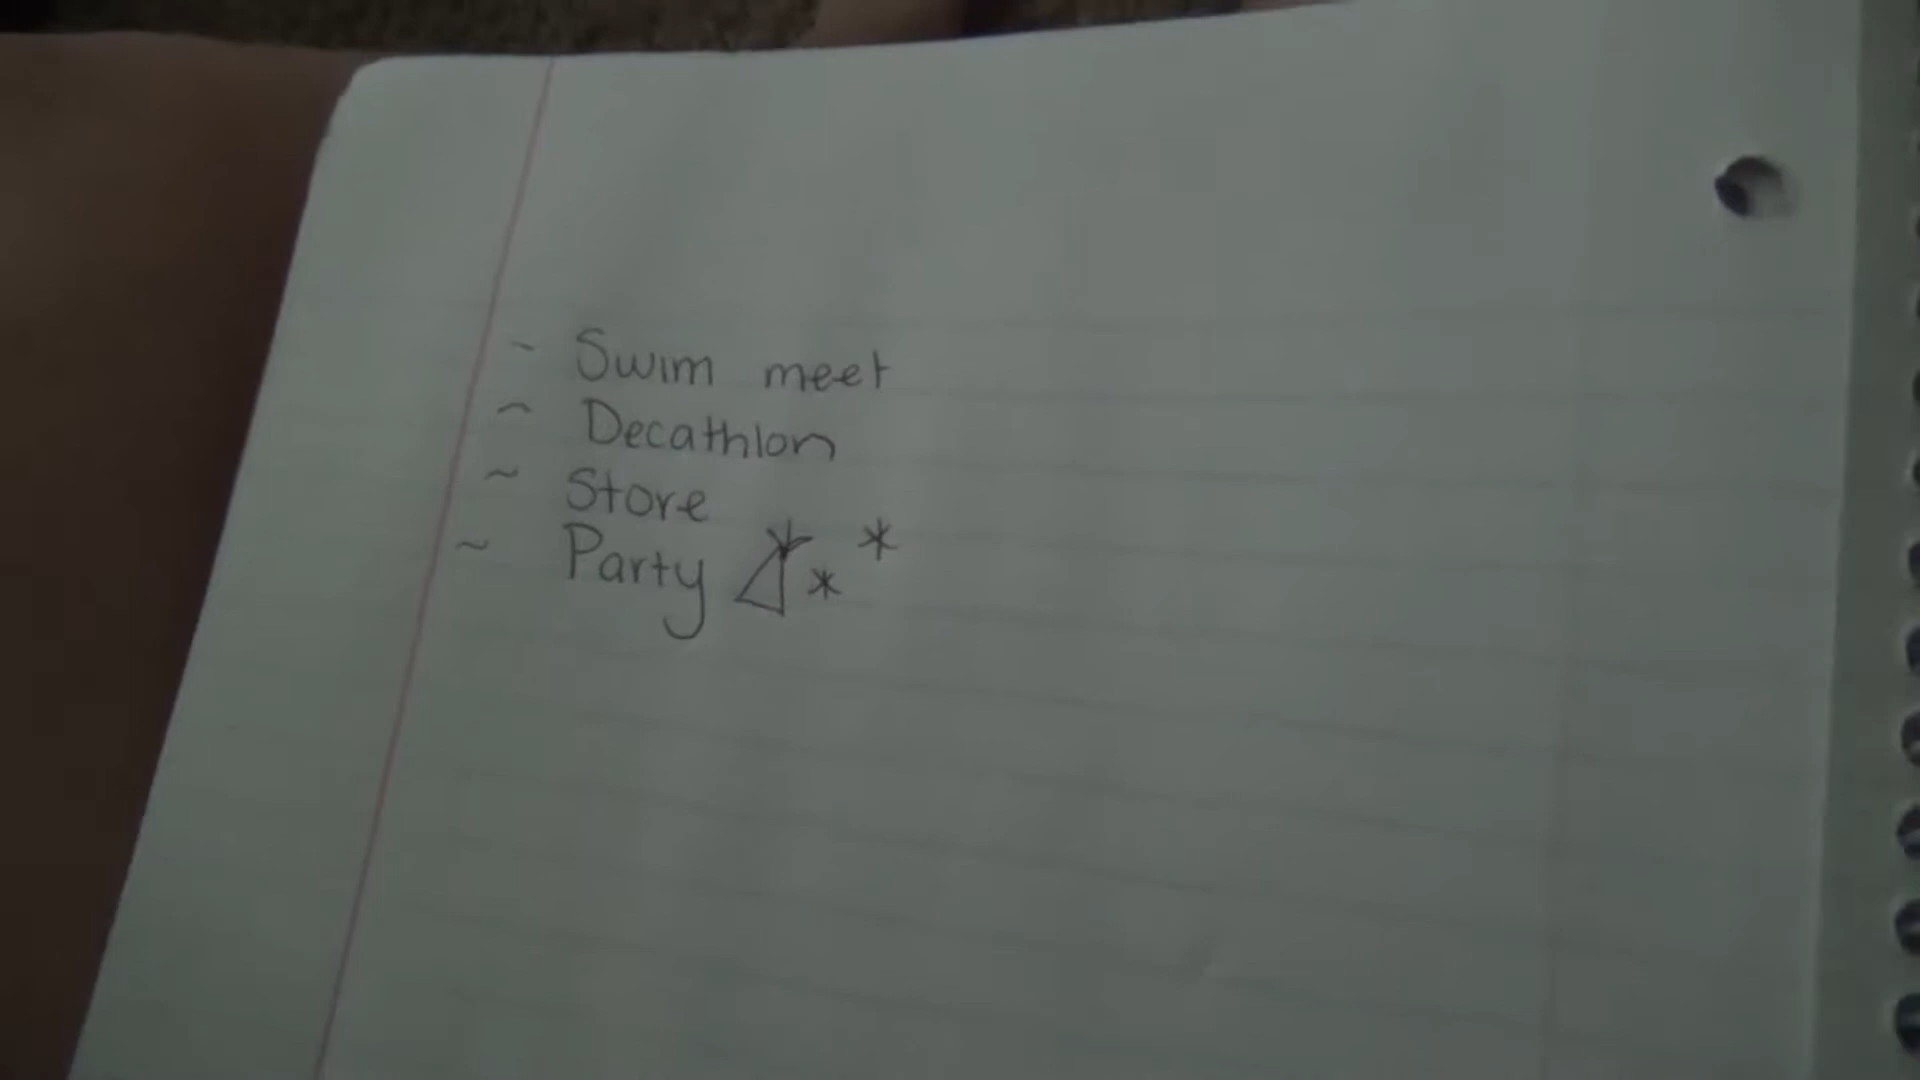 ~ Swim meet
~ Decathlon
~ Store
~ Party